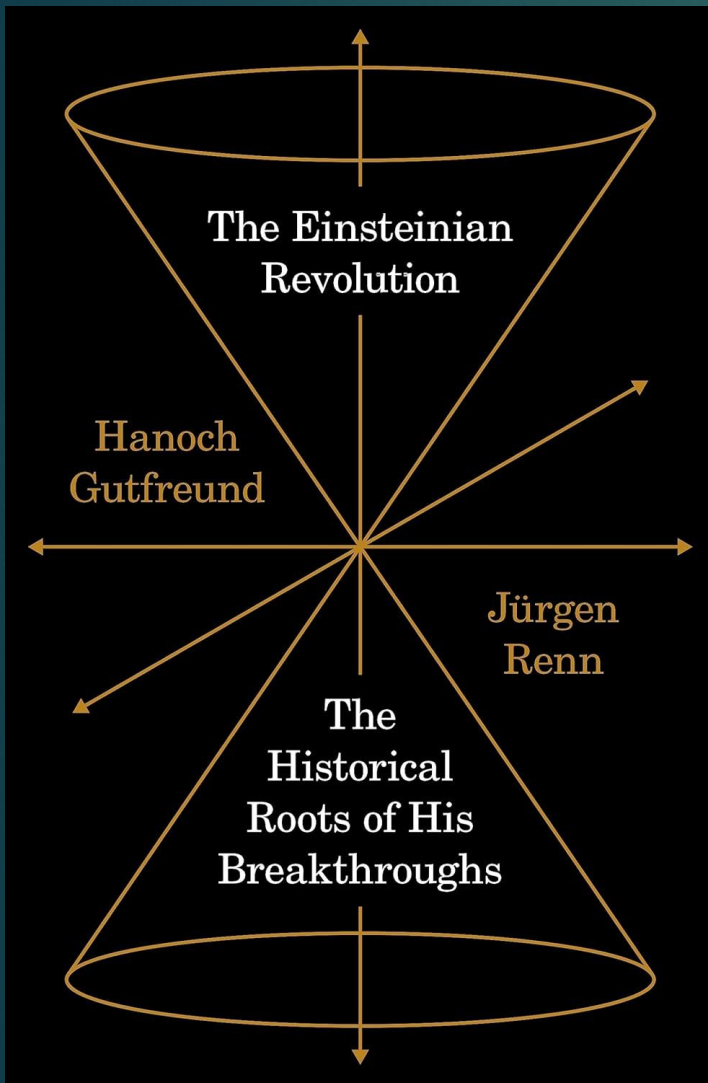 The Einsteinian
Revolution
Hanoch
Gutfreund
Jürgen
Renn
The
Historical
Roots of His
Breakthroughs